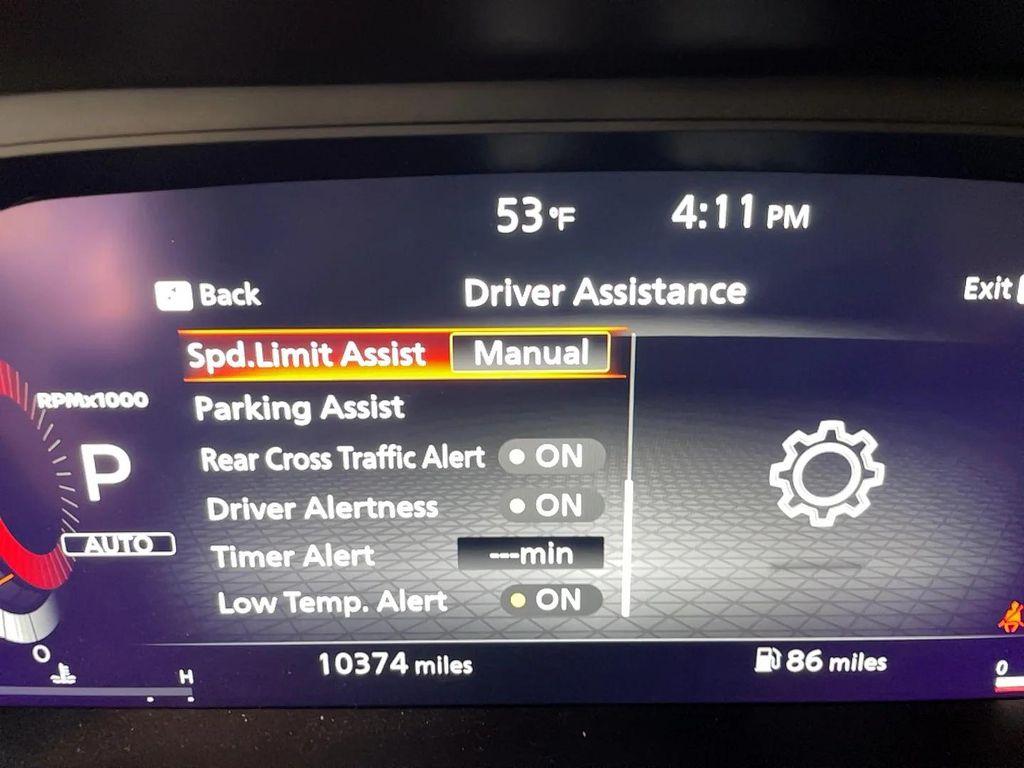 53°F 4:11 PM
Back Driver Assistance Exit
Spd.Limit Assist Manual
RPMx1000
Parking Assist
P
Rear Cross Traffic Alert ON
Driver Alertness ON
AUTO
Timer Alert ---min
Low Temp. Alert ON
0
H
10374 miles 86 miles 0